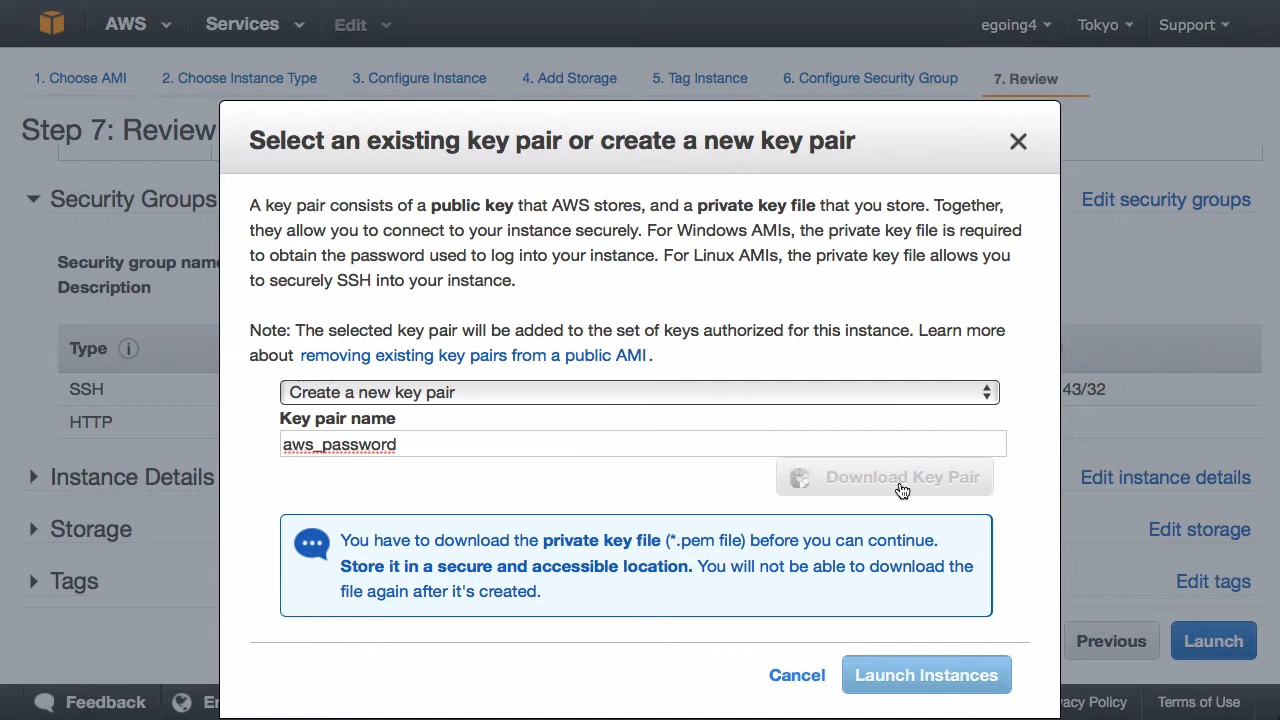 AWS Services Edit egoing4 Tokyo Support
1. Choose AMI 2. Choose Instance Type 3. Configure Instance 4. Add Storage 5. Tag Instance 6. Configure Security Group 7. Review
Step 7: Review
Select an existing key pair or create a new key pair
Security Groups
Edit security groups
A key pair consists of a public key that AWS stores, and a private key file that you store. Together,
they allow you to connect to your instance securely. For Windows AMIs, the private key file is required
to obtain the password used to log into your instance. For Linux AMIs, the private key file allows you
to securely SSH into your instance.
Security group name
Description
Note: The selected key pair will be added to the set of keys authorized for this instance. Learn more
about removing existing key pairs from a public AMI.
Type i
SSH
43/32
HTTP
Create a new key pair
Key pair name
aws_password
Download Key Pair
Instance Details
Edit instance details
You have to download the private key file (*.pem file) before you can continue.
Store it in a secure and accessible location. You will not be able to download the
file again after it's created.
Storage
Edit storage
Tags
Edit tags
Previous Launch
Cancel Launch Instances
Feedback
acy Policy Terms of Use